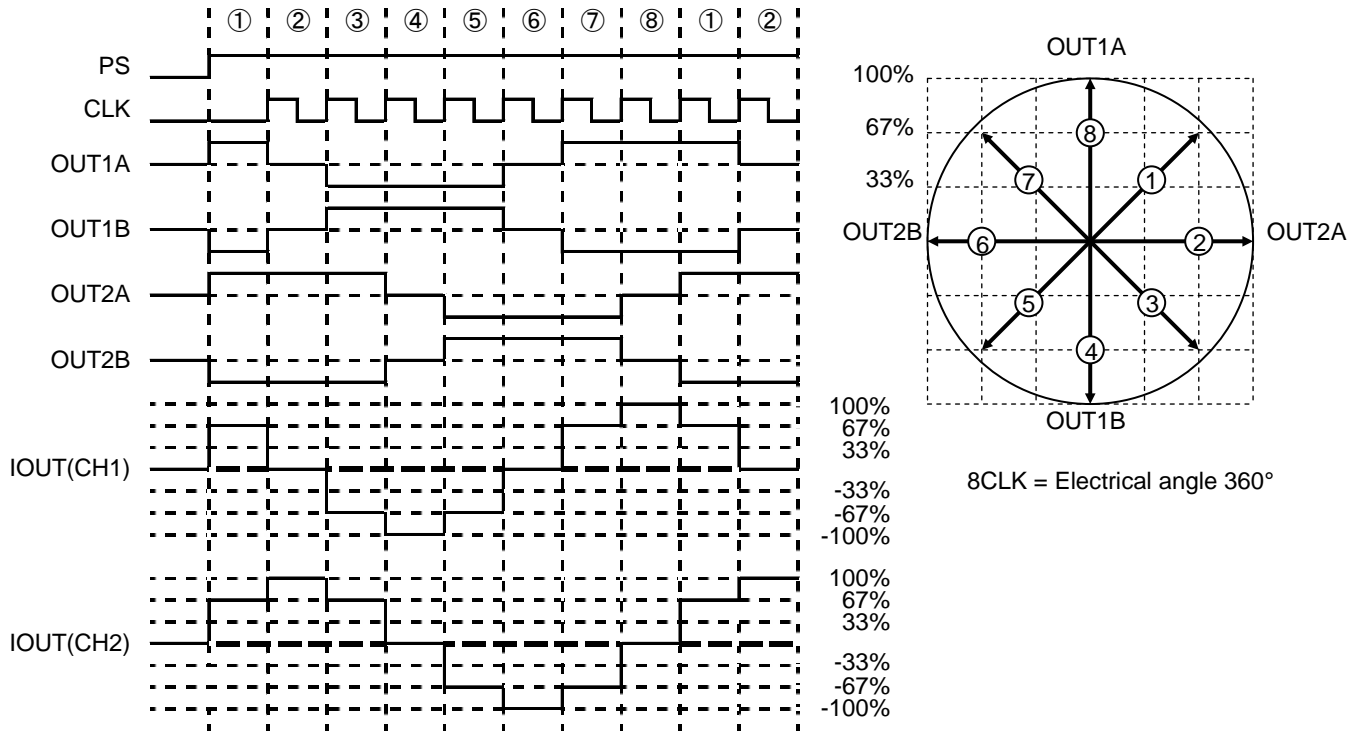 ① ② ③ ④ ⑤ ⑥ ⑦ ⑧ ① ②
PS
CLK
OUT1A
OUT1B
OUT2A
OUT2B
IOUT(CH1)
100%
67%
33%
-33%
-67%
-100%
IOUT(CH2)
100%
67%
33%
-33%
-67%
-100%
OUT1A
100%
67%
33%
OUT2B
OUT2A
OUT1B
⑧
①
⑦
②
⑥
③
⑤
④
8CLK = Electrical angle 360°